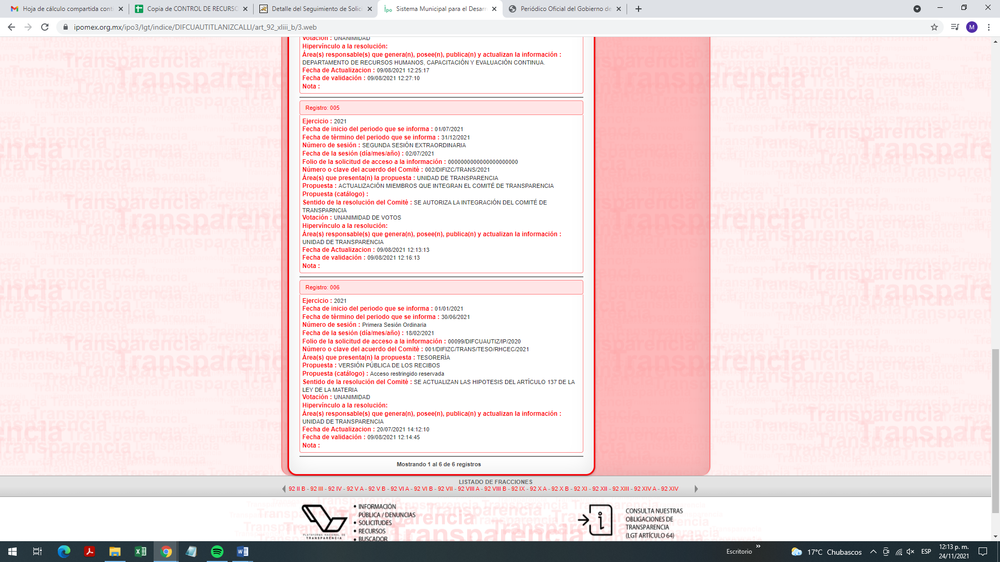 Hoja de cálculo compartida cont
Copia de CONTROL DE RECURSO
Detalle del Seguimiento de Solici
ipo Sistema Municipal para el Desarr
Periódico Oficial del Gobierno de
ipomex.org.mx/ipo3/lgt/indice/DIFCUAUTITLANIZCALLI/art_92_xliii_b/3.web
M
Votación : UNANIMIDAD
Hipervínculo a la resolución:
Área(s) responsable(s) que genera(n), posee(n), publica(n) y actualizan la información :
DEPARTAMENTO DE RECURSOS HUMANOS, CAPACITACIÓN Y EVALUACIÓN CONTINUA.
Fecha de Actualizacion : 09/08/2021 12:25:17
Fecha de validación : 09/08/2021 12:27:10
Nota :
Registro: 005
Ejercicio : 2021
Fecha de inicio del periodo que se informa : 01/07/2021
Fecha de término del periodo que se informa : 31/12/2021
Número de sesión : SEGUNDA SESIÓN EXTRAORDINARIA
Fecha de la sesión (día/mes/año) : 02/07/2021
Folio de la solicitud de acceso a la información : 0000000000000000000000
Número o clave del acuerdo del Comité : 002/DIFIZC/TRANS/2021
Área(s) que presenta(n) la propuesta : UNIDAD DE TRANSPARENCIA
Propuesta : ACTUALIZACIÓN MIEMBROS QUE INTEGRAN EL COMITÉ DE TRANSPARENCIA
Propuesta (catálogo) :
Sentido de la resolución del Comité : SE AUTORIZA LA INTEGRACIÓN DEL COMITÉ DE
TRANSPARNCIA
Votación : UNANIMIDAD DE VOTOS
Hipervínculo a la resolución:
Área(s) responsable(s) que genera(n), posee(n), publica(n) y actualizan la información :
UNIDAD DE TRANSPARENCIA
Fecha de Actualizacion : 09/08/2021 12:13:13
Fecha de validación : 09/08/2021 12:16:13
Nota :
Registro: 006
Ejercicio : 2021
Fecha de inicio del periodo que se informa : 01/01/2021
Fecha de término del periodo que se informa : 30/06/2021
Número de sesión : Primera Sesión Ordinaria
Fecha de la sesión (día/mes/año) : 18/02/2021
Folio de la solicitud de acceso a la información : 00099/DIFCUAUTIZ/IP/2020
Número o clave del acuerdo del Comité : 001/DIFIZC/TRANS/TESO/RHCEC/2021
Área(s) que presenta(n) la propuesta : TESORERÍA
Propuesta : VERSIÓN PÚBLICA DE LOS RECIBOS
Propuesta (catálogo) : Acceso restringido reservada
Sentido de la resolución del Comité : SE ACTUALIZAN LAS HIPOTESIS DEL ARTÍCULO 137 DE LA
LEY DE LA MATERIA
Votación : UNANIMIDAD
Hipervínculo a la resolución:
Área(s) responsable(s) que genera(n), posee(n), publica(n) y actualizan la información :
UNIDAD DE TRANSPARENCIA
Fecha de Actualizacion : 20/07/2021 14:12:10
Fecha de validación : 09/08/2021 12:14:45
Nota :
Mostrando 1 al 6 de 6 registros
LISTADO DE FRACCIONES
92 II B - 92 III - 92 IV - 92 V A - 92 V B - 92 VI A - 92 VI B - 92 VII - 92 VIII A - 92 VIII B - 92 IX - 92 X A - 92 X B - 92 XI - 92 XII - 92 XIII - 92 XIV A - 92 XIV
PLATAFORMA NACIONAL DE
TRANSPARENCIA
• INFORMACIÓN
PÚBLICA / DENUNCIAS
• SOLICITUDES
• RECURSOS
• BUSCADOR
CONSULTA NUESTRAS
OBLIGACIONES DE
TRANSPARENCIA
(LGT ARTÍCULO 64)
Escritorio
17°C Chubascos
ESP
12:13 p. m.
24/11/2021